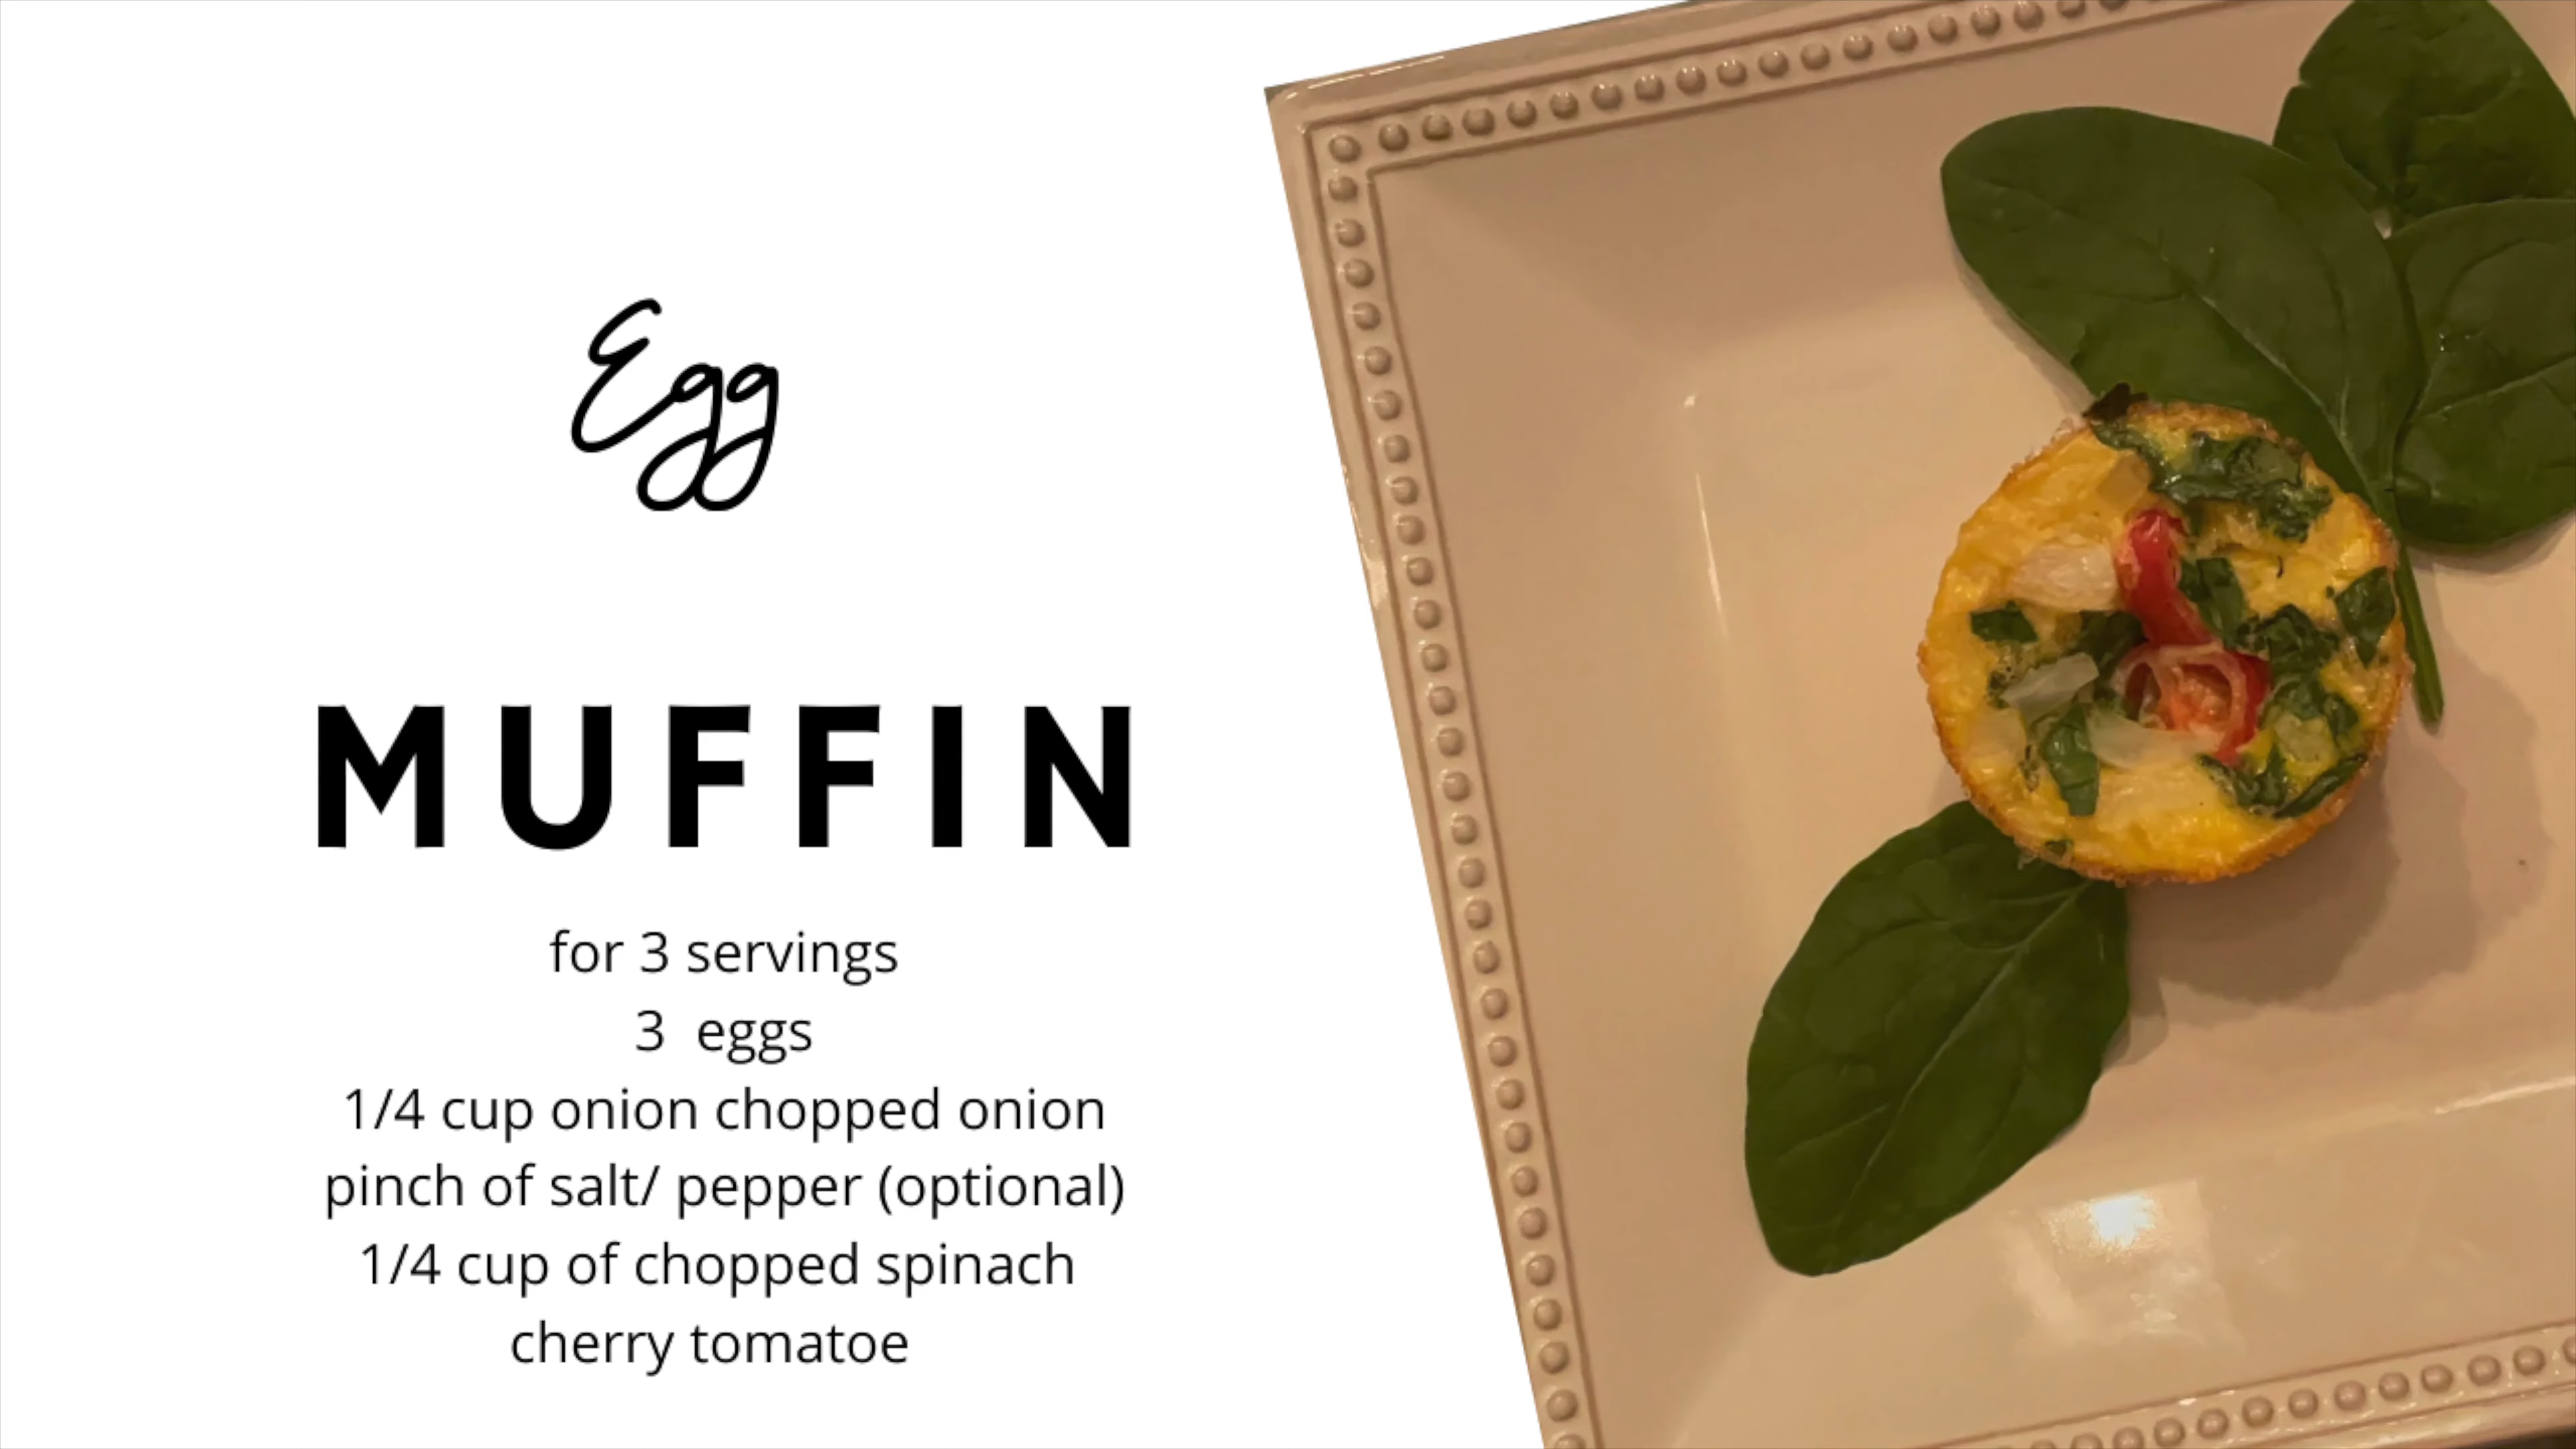 Egg
MUFFIN
for 3 servings
3 eggs
1/4 cup onion chopped onion
pinch of salt/ pepper (optional)
1/4 cup of chopped spinach
cherry tomatoe